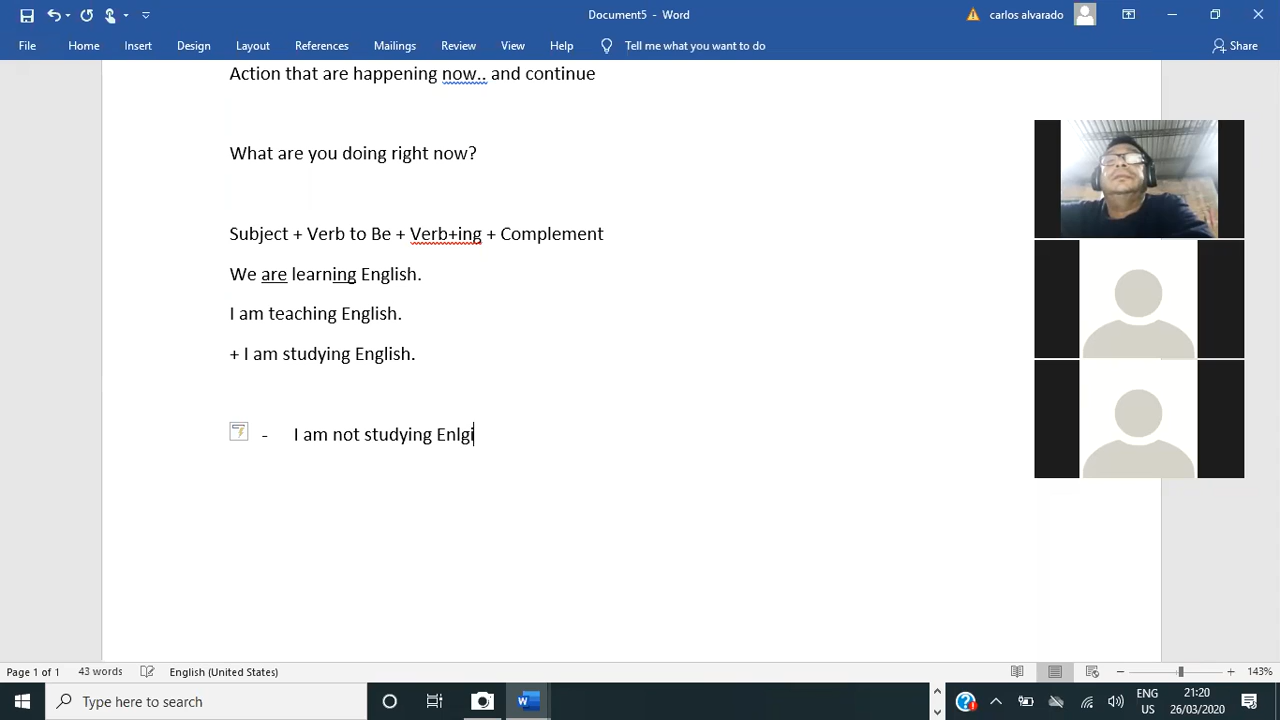 Document5 - Word
carlos alvarado
File Home Insert Design Layout References Mailings Review View Help Tell me what you want to do Share
Action that are happening now.. and continue
What are you doing right now?
Subject + Verb to Be + Verb+ing + Complement
We are learning English.
I am teaching English.
+ I am studying English.
- I am not studying Enlgi
Page 1 of 1 43 words English (United States) 143%
Type here to search
ENG 21:20
US 26/03/2020